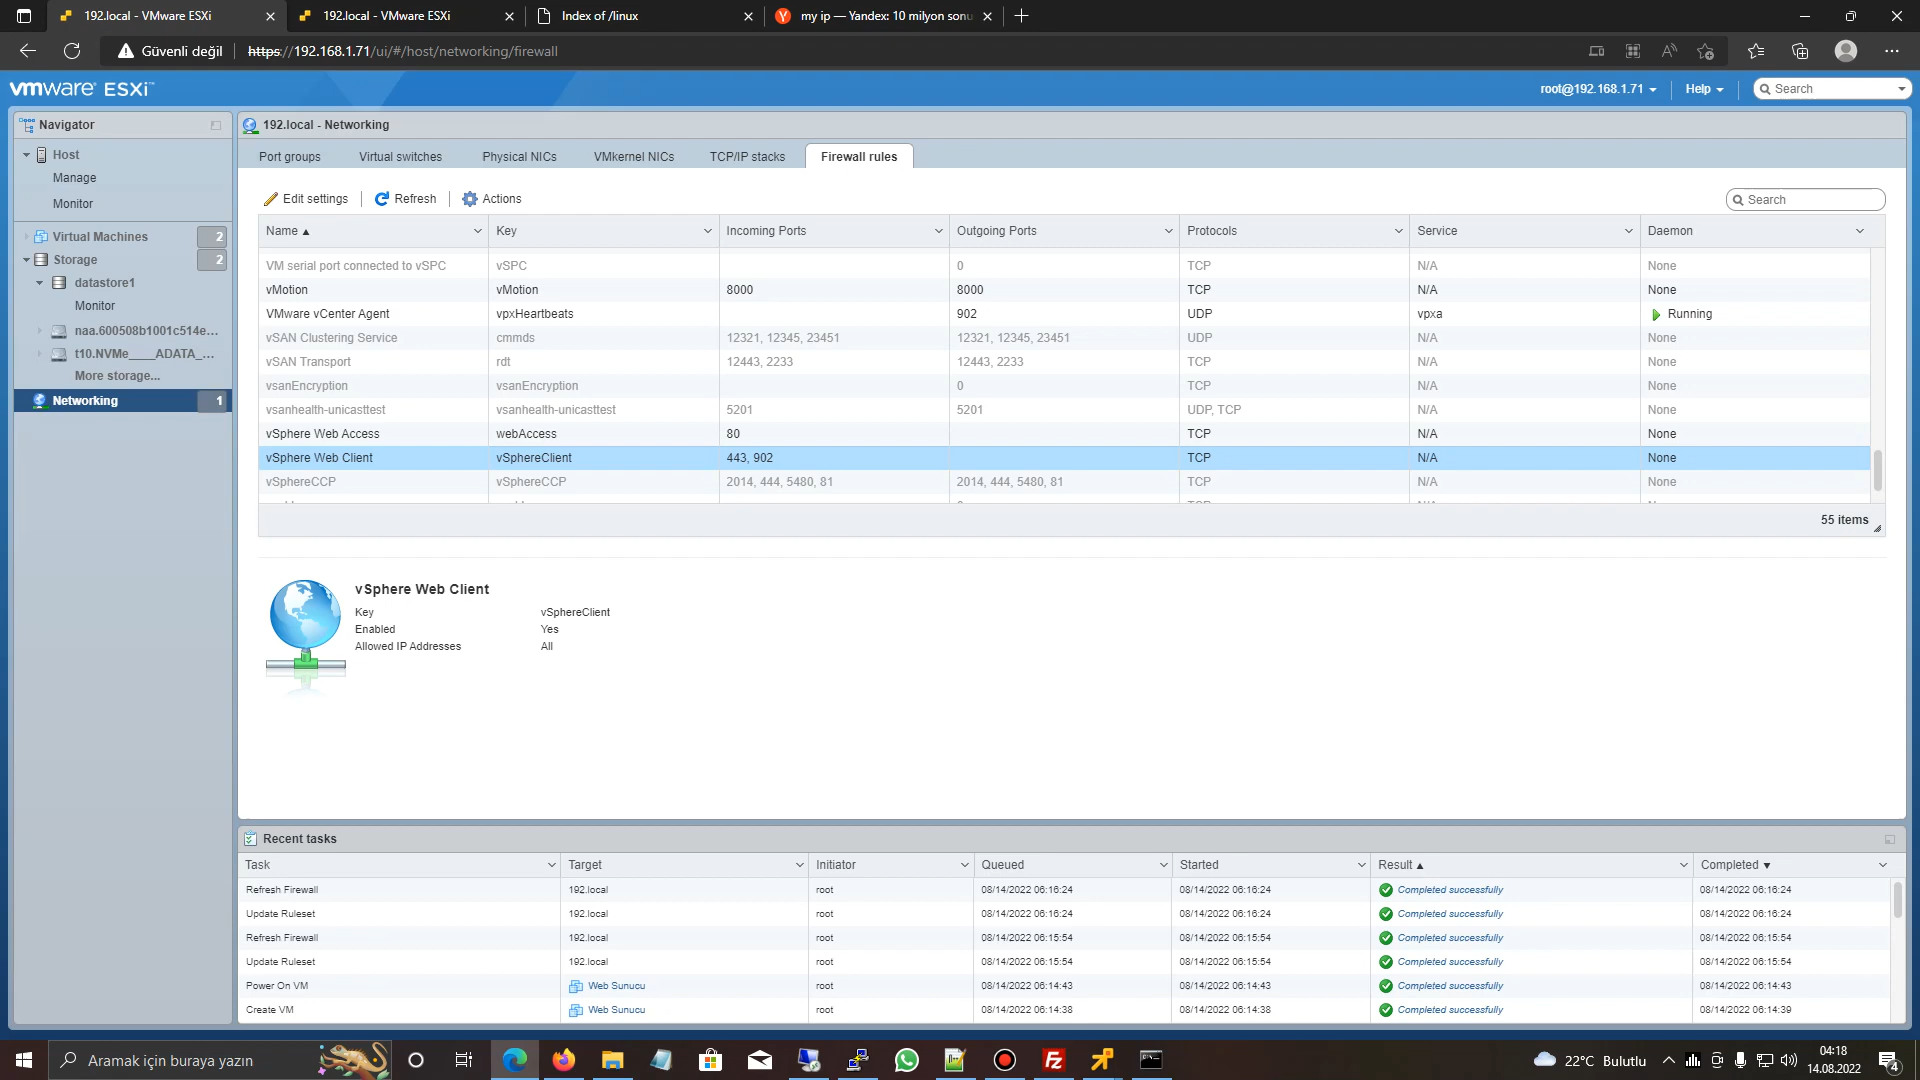 192.local - VMware ESXi
192.local - VMware ESXi
Index of /linux
my ip — Yandex: 10 milyon sonu
Güvenli değil
https://192.168.1.71/ui/#/host/networking/firewall
vmware ESXi™
root@192.168.1.71
Help
Search
Navigator
Host
Manage
Monitor
Virtual Machines 2
Storage 2
datastore1
Monitor
naa.600508b1001c514e...
t10.NVMe____ADATA_...
More storage...
Networking 1
192.local - Networking
Port groups Virtual switches Physical NICs VMkernel NICs TCP/IP stacks Firewall rules
Edit settings Refresh Actions
Search
Name Key Incoming Ports Outgoing Ports Protocols Service Daemon
VM serial port connected to vSPC vSPC 0 TCP N/A None
vMotion vMotion 8000 8000 TCP N/A None
VMware vCenter Agent vpxHeartbeats 902 UDP vpxa Running
vSAN Clustering Service cmmds 12321, 12345, 23451 12321, 12345, 23451 UDP N/A None
vSAN Transport rdt 12443, 2233 12443, 2233 TCP N/A None
vsanEncryption vsanEncryption 0 TCP N/A None
vsanhealth-unicasttest vsanhealth-unicasttest 5201 5201 UDP, TCP N/A None
vSphere Web Access webAccess 80 TCP N/A None
vSphere Web Client vSphereClient 443, 902 TCP N/A None
vSphereCCP vSphereCCP 2014, 444, 5480, 81 2014, 444, 5480, 81 TCP N/A None
55 items
vSphere Web Client
Key vSphereClient
Enabled Yes
Allowed IP Addresses All
Recent tasks
Task Target Initiator Queued Started Result Completed
Refresh Firewall 192.local root 08/14/2022 06:16:24 08/14/2022 06:16:24 Completed successfully 08/14/2022 06:16:24
Update Ruleset 192.local root 08/14/2022 06:16:24 08/14/2022 06:16:24 Completed successfully 08/14/2022 06:16:24
Refresh Firewall 192.local root 08/14/2022 06:15:54 08/14/2022 06:15:54 Completed successfully 08/14/2022 06:15:54
Update Ruleset 192.local root 08/14/2022 06:15:54 08/14/2022 06:15:54 Completed successfully 08/14/2022 06:15:54
Power On VM Web Sunucu root 08/14/2022 06:14:43 08/14/2022 06:14:43 Completed successfully 08/14/2022 06:14:43
Create VM Web Sunucu root 08/14/2022 06:14:38 08/14/2022 06:14:38 Completed successfully 08/14/2022 06:14:39
Aramak için buraya yazın
22°C Bulutlu
04:18
14.08.2022
4